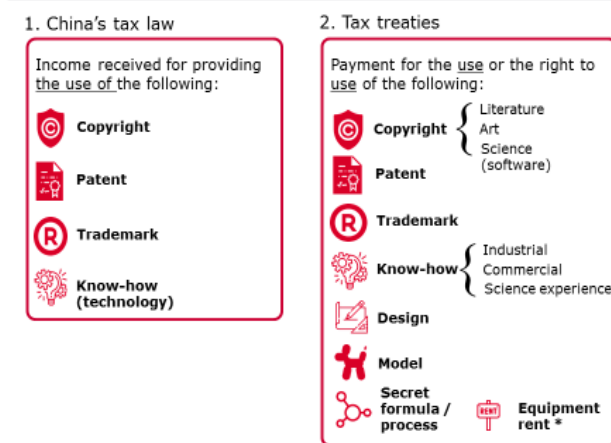 1. China's tax law
Income received for providing
the use of the following:
©
Copyright
Patent
®
Trademark
Know-how
(technology)
2. Tax treaties
Payment for the use or the right to
use of the following:
©
Copyright
Literature
Art
Science
(software)
Patent
®
Trademark
Know-how
Industrial
Commercial
Science experience
Design
Model
Secret
formula /
process
RENT
Equipment
rent *